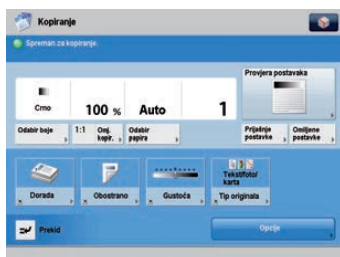 Kopiranje
Spreman za kopiranje.
Provjera postavaka
Crno
100 %
Auto
1
Odabir boje
1:1
Omj. kopir.
Odabir papira
Prijašnje postavke
Omiljene postavke
Dorada
Obostrano
Gustoća
Tekst/foto/
karta
Tip originala
Prekid
Opcije